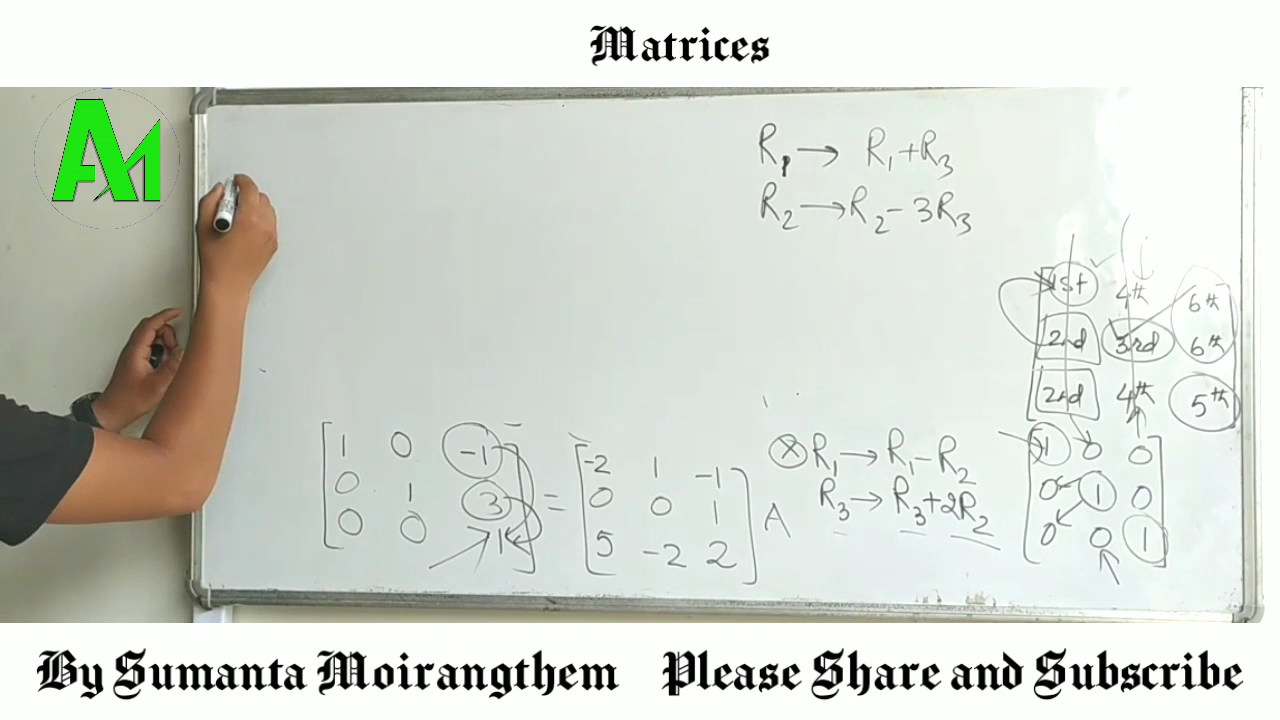 Matrices
AM
R₁ → R₁+R₃
R₂ → R₂ - 3R₃
1st 4th 6th
2nd 3rd 6th
2nd 4th 5th
1 0 -1
0 1 3
0 0 1
=
-2 1 -1
0 0 1
5 -2 2
A
R₁ → R₁ - R₂
R₃ → R₃+2R₂
1 0 0
0 1 0
0 0 1
By Sumanta Moirangthem Please Share and Subscribe